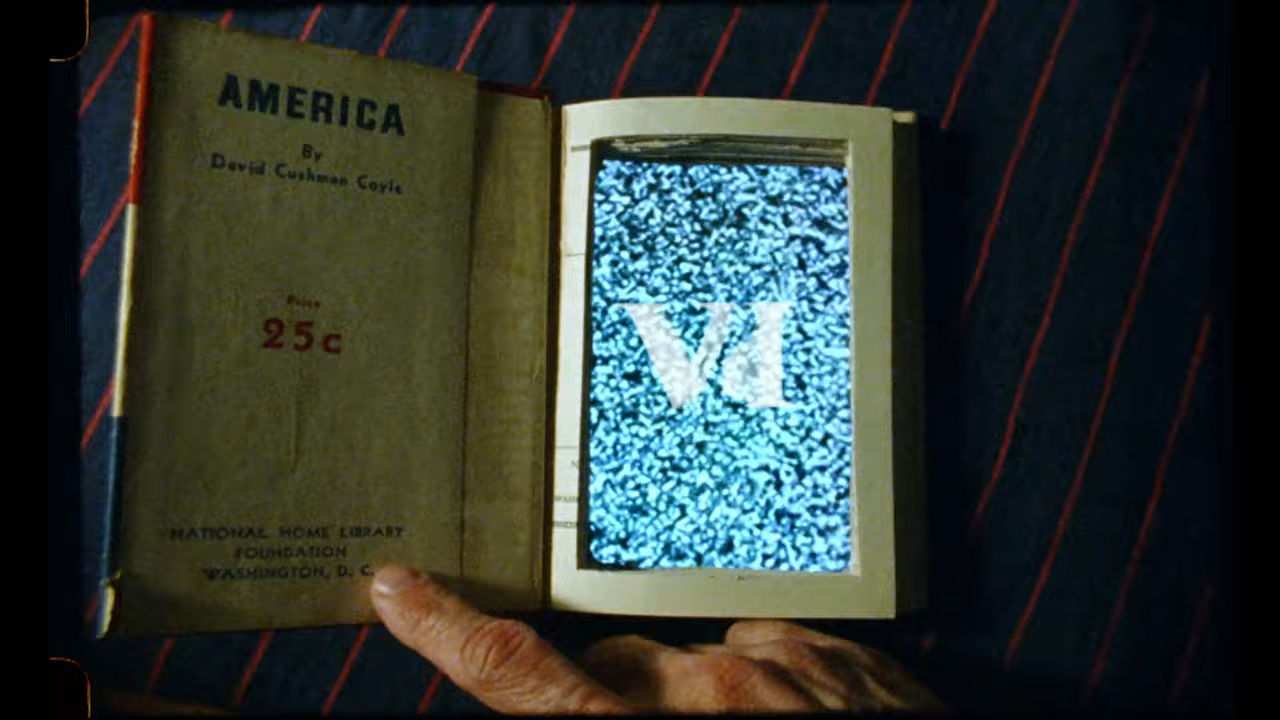 AMERICA
By
David Cushman Coyle
Price
25c
NATIONAL HOME LIBRARY
FOUNDATION
WASHINGTON, D. C.
VI